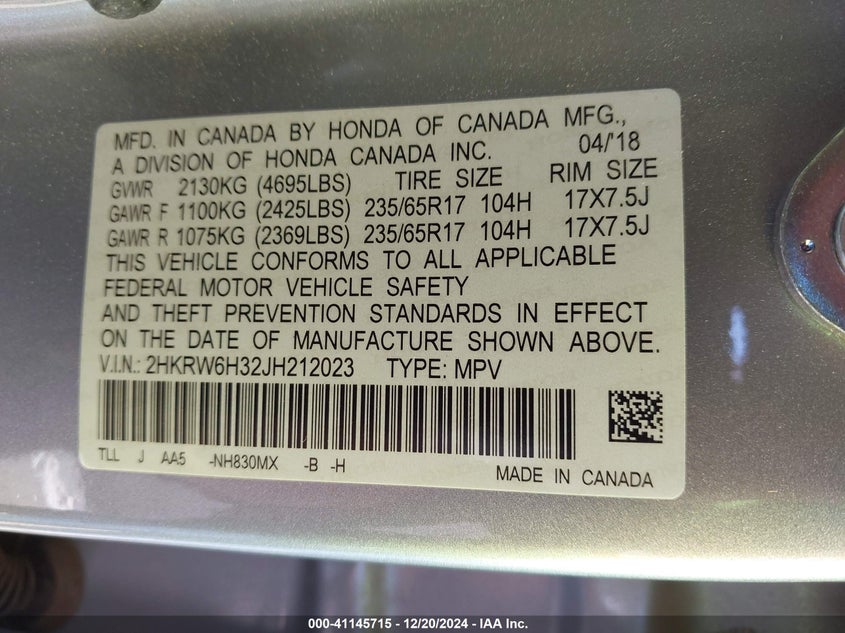 MFD. IN CANADA BY HONDA OF CANADA MFG.,
A DIVISION OF HONDA CANADA INC. 04/'18
GVWR 2130KG (4695LBS) TIRE SIZE RIM SIZE
GAWR F 1100KG (2425LBS) 235/65R17 104H 17X7.5J
GAWR R 1075KG (2369LBS) 235/65R17 104H 17X7.5J
THIS VEHICLE CONFORMS TO ALL APPLICABLE
FEDERAL MOTOR VEHICLE SAFETY
AND THEFT PREVENTION STANDARDS IN EFFECT
ON THE DATE OF MANUFACTURE SHOWN ABOVE.
V.I.N.: 2HKRW6H32JH212023 TYPE: MPV
TLL J AA5 -NH830MX -B -H
MADE IN CANADA
000-41145715 - 12/20/2024 - IAA Inc.